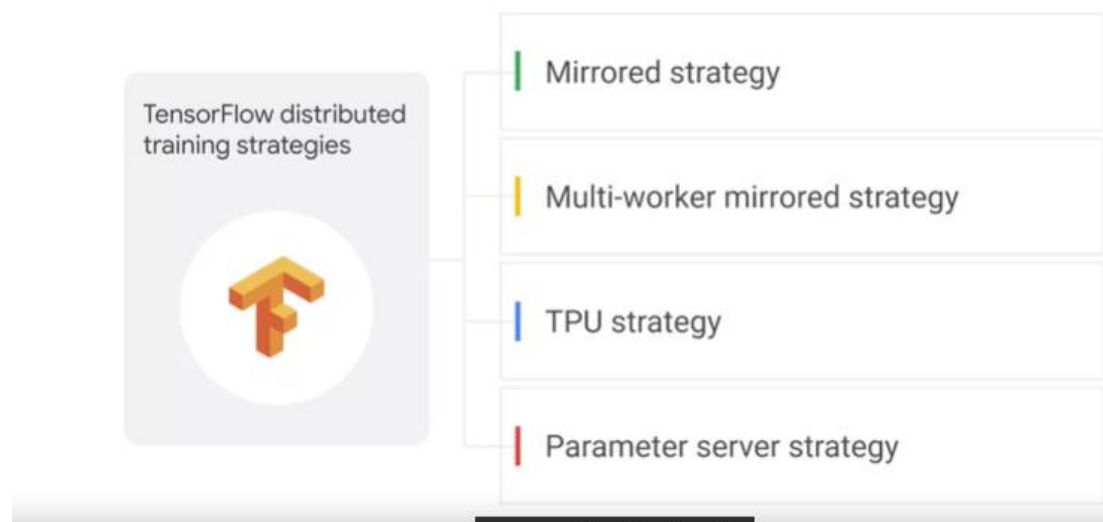 TensorFlow distributed
training strategies
Mirrored strategy
Multi-worker mirrored strategy
TPU strategy
Parameter server strategy